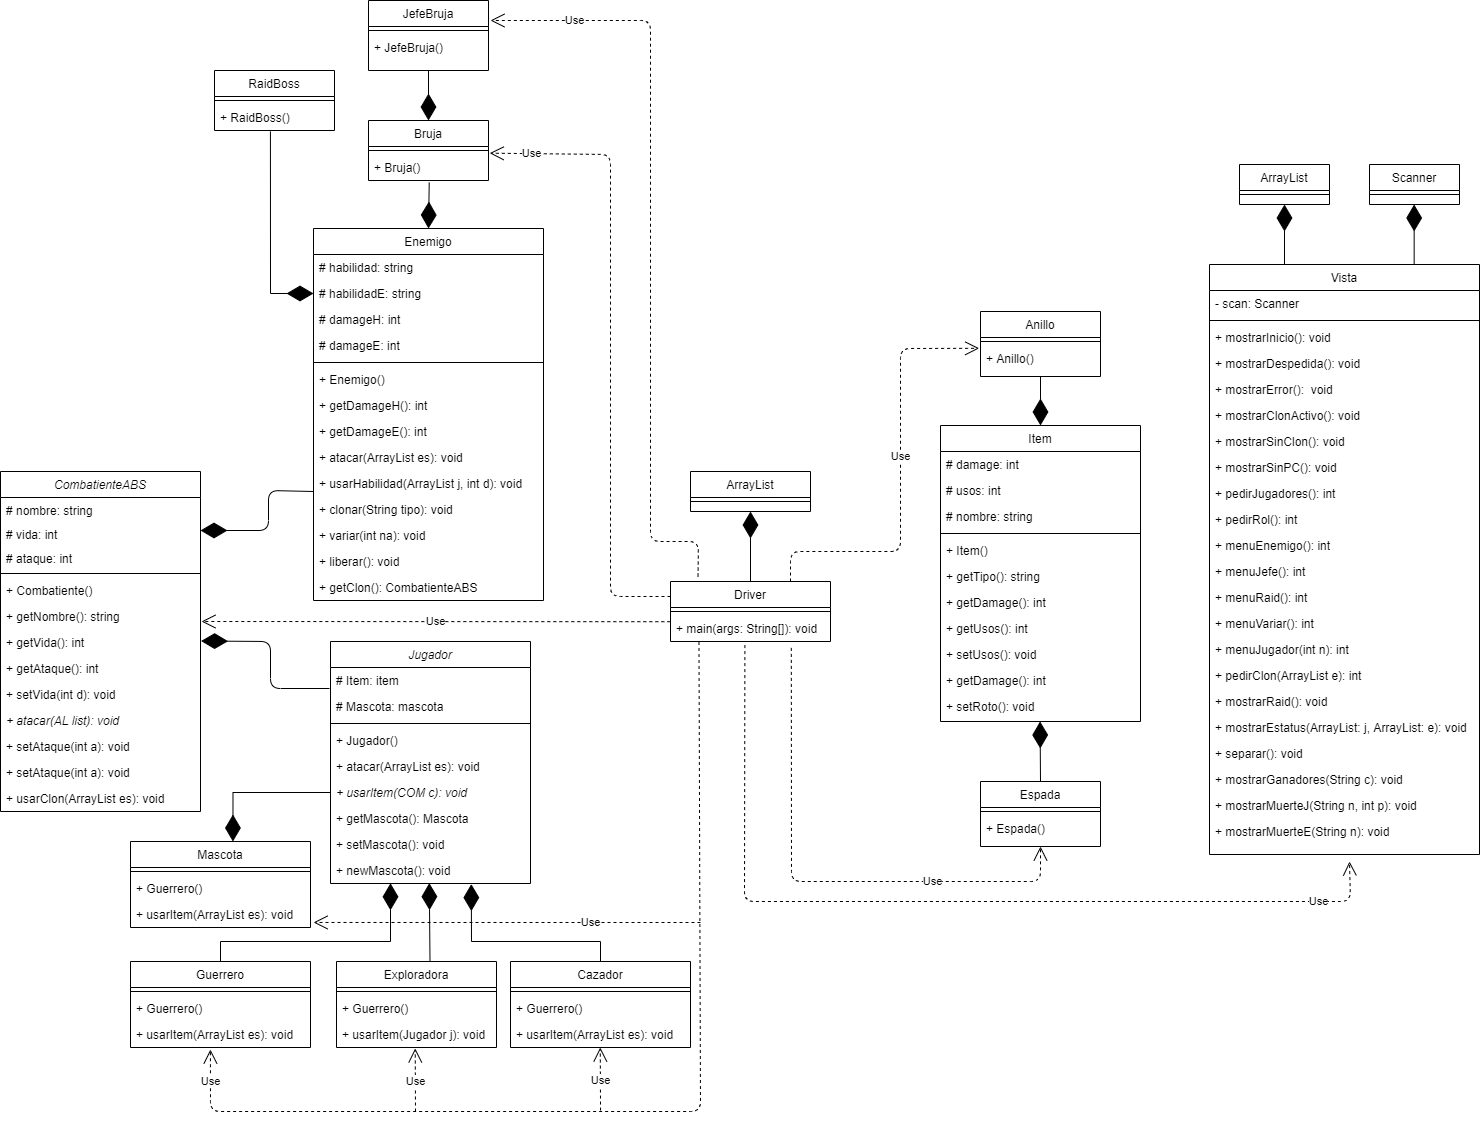 JefeBruja
+ JefeBruja()
Use
RaidBoss
+ RaidBoss()
Bruja
+ Bruja()
Use
Enemigo
# habilidad: string
# habilidadE: string
# damageH: int
# damageE: int
+ Enemigo()
+ getDamageH(): int
+ getDamageE(): int
+ atacar(ArrayList es): void
+ usarHabilidad(ArrayList j, int d): void
+ clonar(String tipo): void
+ variar(int na): void
+ liberar(): void
+ getClon(): CombatienteABS
CombatienteABS
# nombre: string
# vida: int
# ataque: int
+ Combatiente()
+ getNombre(): string
+ getVida(): int
+ getAtaque(): int
+ setVida(int d): void
+ atacar(AL list): void
+ setAtaque(int a): void
+ setAtaque(int a): void
+ usarClon(ArrayList es): void
Use
Jugador
# Item: item
# Mascota: mascota
+ Jugador()
+ atacar(ArrayList es): void
+ usarItem(COM c): void
+ getMascota(): Mascota
+ setMascota(): void
+ newMascota(): void
Mascota
+ Guerrero()
+ usarItem(ArrayList es): void
Use
Guerrero
+ Guerrero()
+ usarItem(ArrayList es): void
Use
Exploradora
+ Guerrero()
+ usarItem(Jugador j): void
Use
Cazador
+ Guerrero()
+ usarItem(ArrayList es): void
Use
ArrayList
Driver
+ main(args: String[]): void
Use
Anillo
+ Anillo()
Item
# damage: int
# usos: int
# nombre: string
+ Item()
+ getTipo(): string
+ getDamage(): int
+ getUsos(): int
+ setUsos(): void
+ getDamage(): int
+ setRoto(): void
Espada
+ Espada()
Use
Use
ArrayList
Scanner
Vista
- scan: Scanner
+ mostrarInicio(): void
+ mostrarDespedida(): void
+ mostrarError():  void
+ mostrarClonActivo(): void
+ mostrarSinClon(): void
+ mostrarSinPC(): void
+ pedirJugadores(): int
+ pedirRol(): int
+ menuEnemigo(): int
+ menuJefe(): int
+ menuRaid(): int
+ menuVariar(): int
+ menuJugador(int n): int
+ pedirClon(ArrayList e): int
+ mostrarRaid(): void
+ mostrarEstatus(ArrayList: j, ArrayList: e): void
+ separar(): void
+ mostrarGanadores(String c): void
+ mostrarMuerteJ(String n, int p): void
+ mostrarMuerteE(String n): void